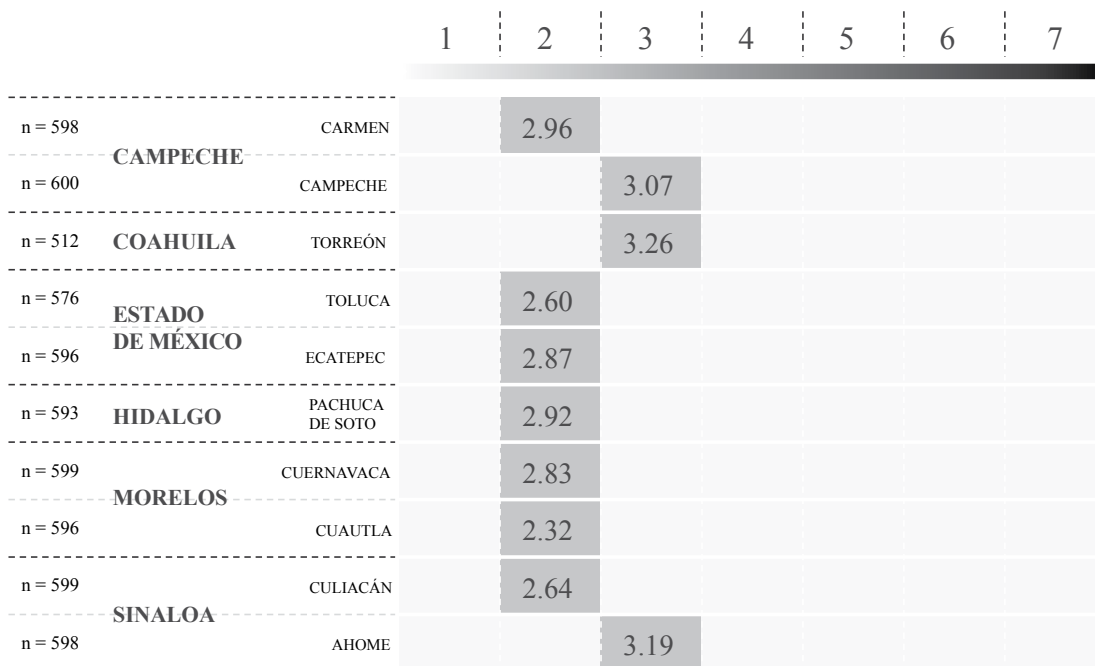 1 2 3 4 5 6 7
n = 598 CARMEN 2.96
CAMPECHE
n = 600 CAMPECHE 3.07
n = 512 COAHUILA TORREÓN 3.26
n = 576 TOLUCA 2.60
ESTADO
DE MÉXICO
n = 596 ECATEPEC 2.87
n = 593 HIDALGO PACHUCA
DE SOTO 2.92
n = 599 CUERNAVACA 2.83
MORELOS
n = 596 CUAUTLA 2.32
n = 599 CULIACÁN 2.64
SINALOA
n = 598 AHOME 3.19